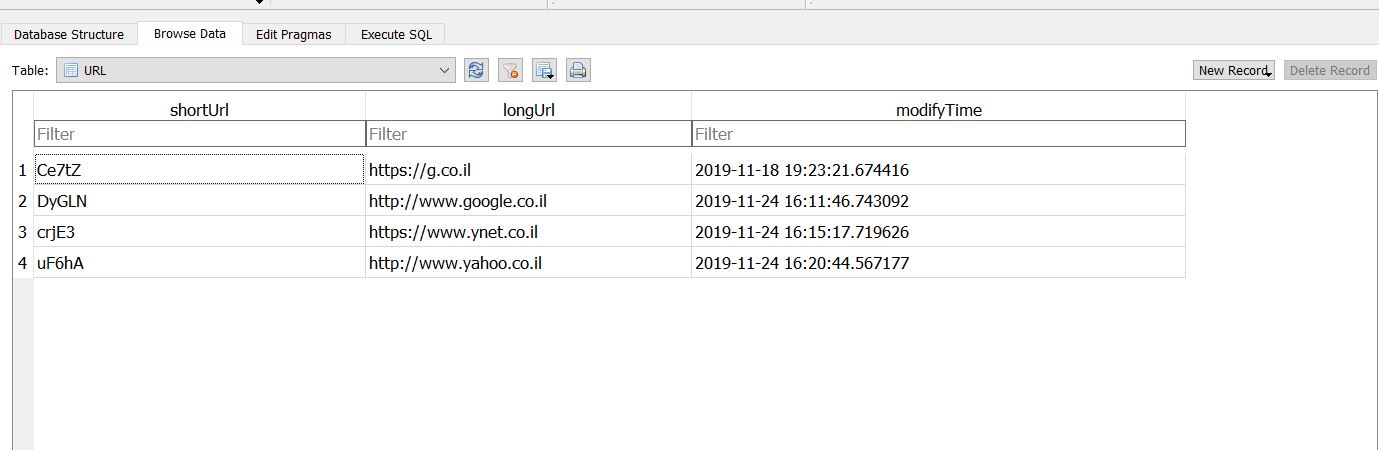 Database Structure Browse Data Edit Pragmas Execute SQL
Table: URL New Record Delete Record
shortUrl longUrl modifyTime
Filter Filter Filter
1 Ce7tZ https://g.co.il 2019-11-18 19:23:21.674416
2 DyGLN http://www.google.co.il 2019-11-24 16:11:46.743092
3 crjE3 https://www.ynet.co.il 2019-11-24 16:15:17.719626
4 uF6hA http://www.yahoo.co.il 2019-11-24 16:20:44.567177